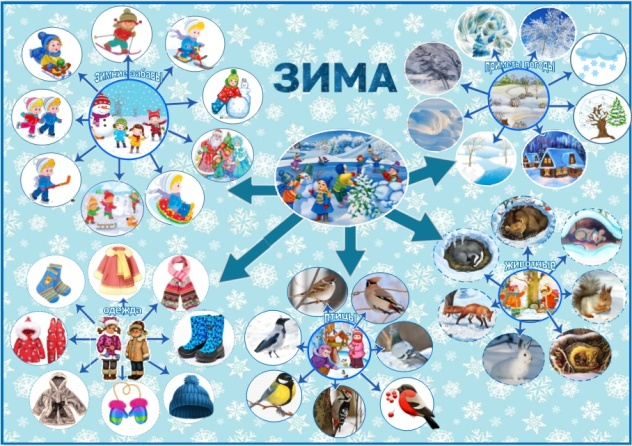 зимние забавы
ЗИМА
приметы погоды
животные
одежда
птицы